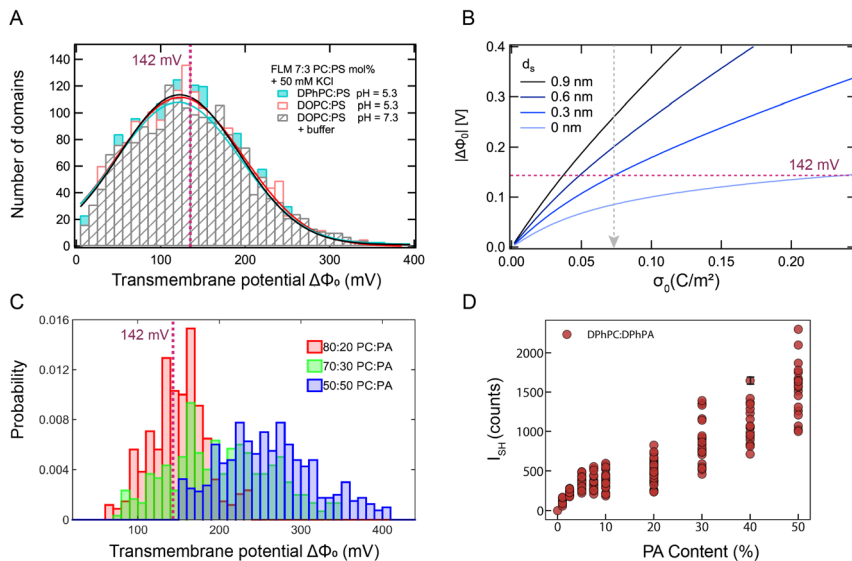 A
142 mV
FLM 7:3 PC:PS mol%
+ 50 mM KCl
DPhPC:PS pH = 5.3
DOPC:PS pH = 5.3
DOPC:PS pH = 7.3
+ buffer
Number of domains
140
120
100
80
60
40
20
0
0
100
200
300
400
Transmembrane potential ΔΦ₀ (mV)
B
dₛ
0.9 nm
0.6 nm
0.3 nm
0 nm
142 mV
|ΔΦ₀| [V]
0.4
0.3
0.2
0.1
0.0
0.00
0.05
0.10
0.15
0.20
σ₀(C/m²)
C
142 mV
80:20 PC:PA
70:30 PC:PA
50:50 PC:PA
Probability
0.016
0.012
0.008
0.004
0
0
100
200
300
400
Transmembrane potential ΔΦ₀ (mV)
D
DPhPC:DPhPA
I_SH (counts)
2000
1500
1000
500
0
0
10
20
30
40
50
PA Content (%)